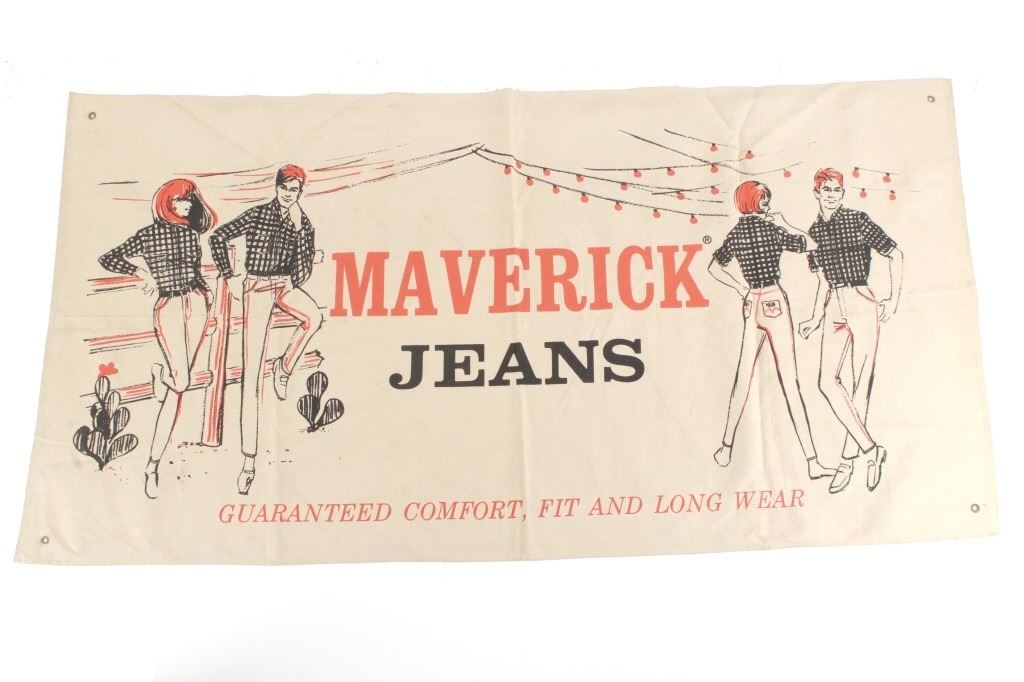 MAVERICK®
JEANS
GUARANTEED COMFORT, FIT AND LONG WEAR